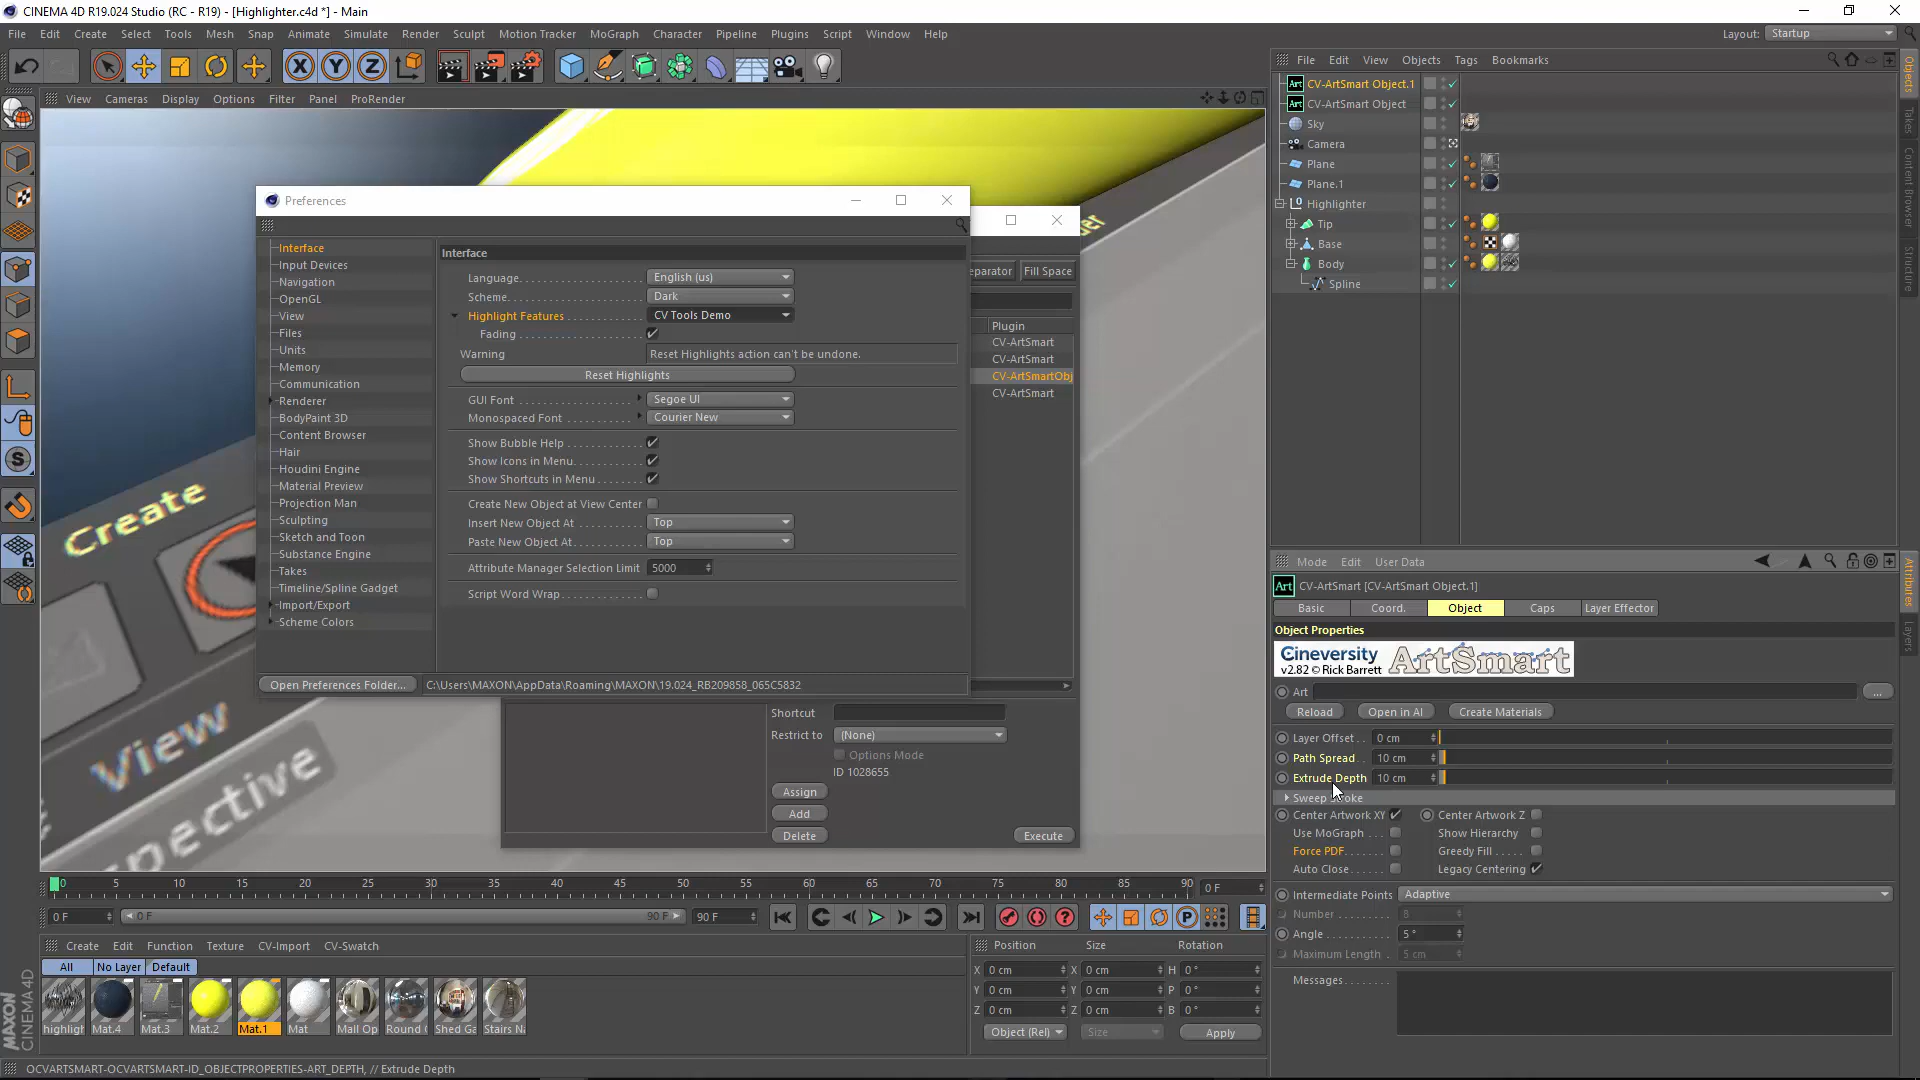 CINEMA 4D R19.024 Studio (RC - R19) - [Highlighter.c4d *] - Main
File Edit Create Select Tools Mesh Snap Animate Simulate Render Sculpt Motion Tracker MoGraph Character Pipeline Plugins Script Window Help
Layout: Startup
View Cameras Display Options Filter Panel ProRender
Create
View
spective
Preferences
Interface
Input Devices
Navigation
OpenGL
View
Files
Units
Memory
Communication
Renderer
BodyPaint 3D
Content Browser
Hair
Houdini Engine
Material Preview
Projection Man
Sculpting
Sketch and Toon
Substance Engine
Takes
Timeline/Spline Gadget
Import/Export
Scheme Colors
Interface
Language English (us)
Scheme Dark
Highlight Features CV Tools Demo
Fading
Warning Reset Highlights action can't be undone.
Reset Highlights
GUI Font Segoe UI
Monospaced Font Courier New
Show Bubble Help
Show Icons in Menu
Show Shortcuts in Menu
Create New Object at View Center
Insert New Object At Top
Paste New Object At Top
Attribute Manager Selection Limit 5000
Script Word Wrap
Open Preferences Folder... C:\Users\MAXON\AppData\Roaming\MAXON\19.024_RB209858_065C5832
eparator Fill Space
Plugin
CV-ArtSmart
CV-ArtSmart
CV-ArtSmartObj
CV-ArtSmart
Shortcut
Restrict to (None)
Options Mode
ID 1028655
Assign
Add
Delete
Execute
File Edit View Objects Tags Bookmarks
CV-ArtSmart Object.1
CV-ArtSmart Object
Sky
Camera
Plane
Plane.1
Highlighter
Tip
Base
Body
Spline
Objects
Takes
Content Browser
Structure
Mode Edit User Data
Art CV-ArtSmart [CV-ArtSmart Object.1]
Basic Coord. Object Caps Layer Effector
Object Properties
Cineversity ArtSmart
v2.82 © Rick Barrett
Art ...
Reload Open in AI Create Materials
Layer Offset 0 cm
Path Spread 10 cm
Extrude Depth 10 cm
Sweep Stroke
Center Artwork XY Center Artwork Z
Use MoGraph Show Hierarchy
Force PDF Greedy Fill
Auto Close Legacy Centering
Intermediate Points Adaptive
Number 8
Angle 5 °
Maximum Length 5 cm
Messages
Attributes
Layers
0 5 10 15 20 25 30 35 40 45 50 55 60 65 70 75 80 85 90 0 F
0 F 0 F 90 F 90 F
Create Edit Function Texture CV-Import CV-Swatch
All No Layer Default
highligh Mat.4 Mat.3 Mat.2 Mat.1 Mat Mall Op Round Shed Ga Stairs N
Position Size Rotation
X 0 cm X 0 cm H 0 °
Y 0 cm Y 0 cm P 0 °
Z 0 cm Z 0 cm B 0 °
Object (Rel) Size Apply
MAXON
CINEMA 4D
OCVARTSMART-OCVARTSMART-ID_OBJECTPROPERTIES-ART_DEPTH, // Extrude Depth